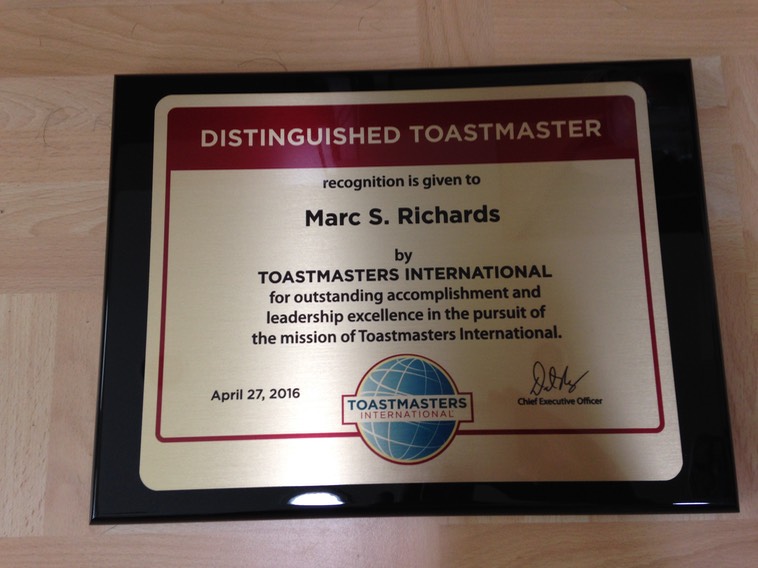 DISTINGUISHED TOASTMASTER
recognition is given to
Marc S. Richards
by
TOASTMASTERS INTERNATIONAL
for outstanding accomplishment and
leadership excellence in the pursuit of
the mission of Toastmasters International.
April 27, 2016
TOASTMASTERS
INTERNATIONAL
Chief Executive Officer